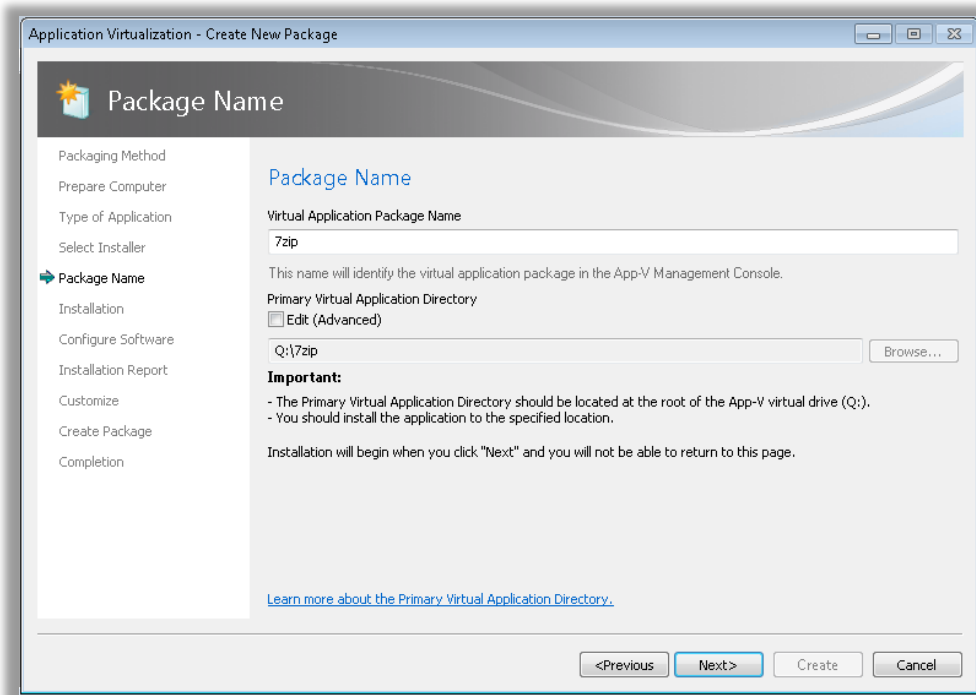 Application Virtualization - Create New Package
Package Name
Packaging Method
Prepare Computer
Type of Application
Select Installer
Package Name
Installation
Configure Software
Installation Report
Customize
Create Package
Completion
Package Name
Virtual Application Package Name
7zip
This name will identify the virtual application package in the App-V Management Console.
Primary Virtual Application Directory
Edit (Advanced)
Q:\7zip
Browse...
Important:
- The Primary Virtual Application Directory should be located at the root of the App-V virtual drive (Q:).
- You should install the application to the specified location.
Installation will begin when you click "Next" and you will not be able to return to this page.
Learn more about the Primary Virtual Application Directory.
<Previous
Next>
Create
Cancel